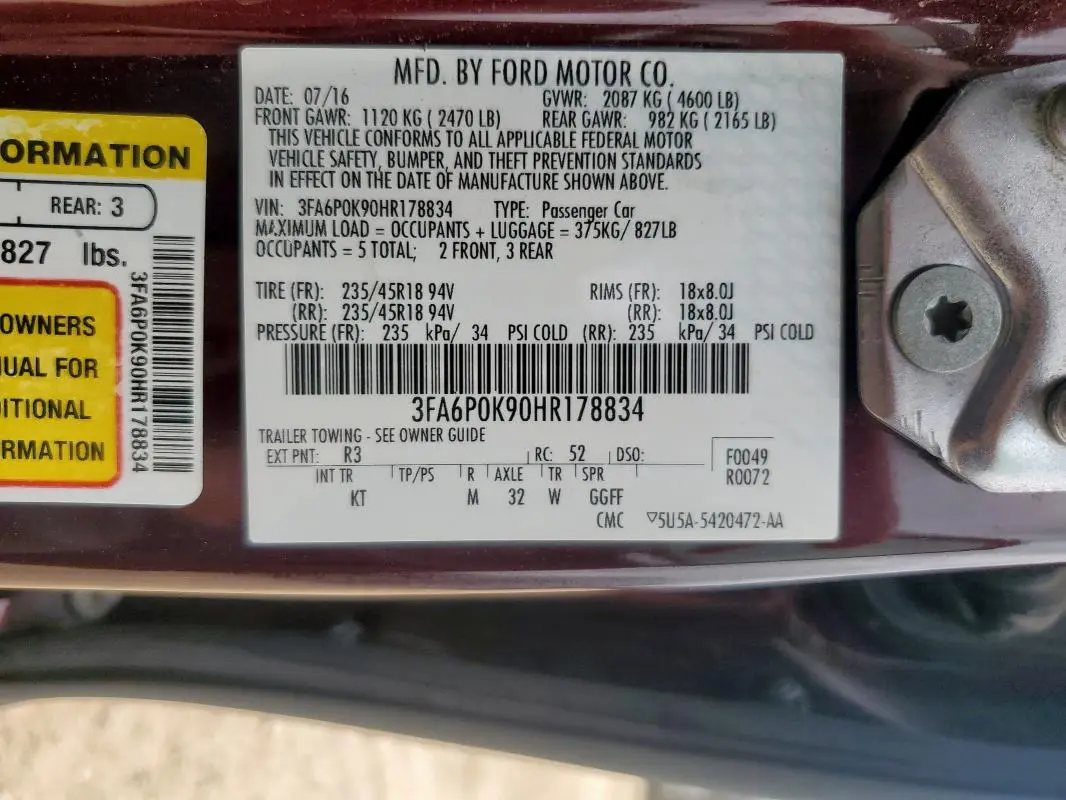 MFD. BY FORD MOTOR CO.
DATE: 07/16 GVWR: 2087 KG ( 4600 LB)
FRONT GAWR: 1120 KG ( 2470 LB) REAR GAWR: 982 KG ( 2165 LB)
THIS VEHICLE CONFORMS TO ALL APPLICABLE FEDERAL MOTOR
VEHICLE SAFETY, BUMPER, AND THEFT PREVENTION STANDARDS
IN EFFECT ON THE DATE OF MANUFACTURE SHOWN ABOVE.
VIN: 3FA6P0K90HR178834 TYPE: Passenger Car
MAXIMUM LOAD = OCCUPANTS + LUGGAGE = 375KG/ 827LB
OCCUPANTS = 5 TOTAL; 2 FRONT, 3 REAR
TIRE (FR): 235/45R18 94V RIMS (FR): 18x8.0J
(RR): 235/45R18 94V (RR): 18x8.0J
PRESSURE (FR): 235 kPa/ 34 PSI COLD (RR): 235 kPa/ 34 PSI COLD
3FA6P0K90HR178834
TRAILER TOWING - SEE OWNER GUIDE
EXT PNT: R3 RC: 52 DSO:
INT TR TP/PS R AXLE TR SPR
KT M 32 W GGFF
F0049
R0072
CMC ▽5U5A-5420472-AA
ORMATION
REAR: 3
827 lbs.
OWNERS
UAL FOR
DITIONAL
RMATION
3FA6P0K90HR178834